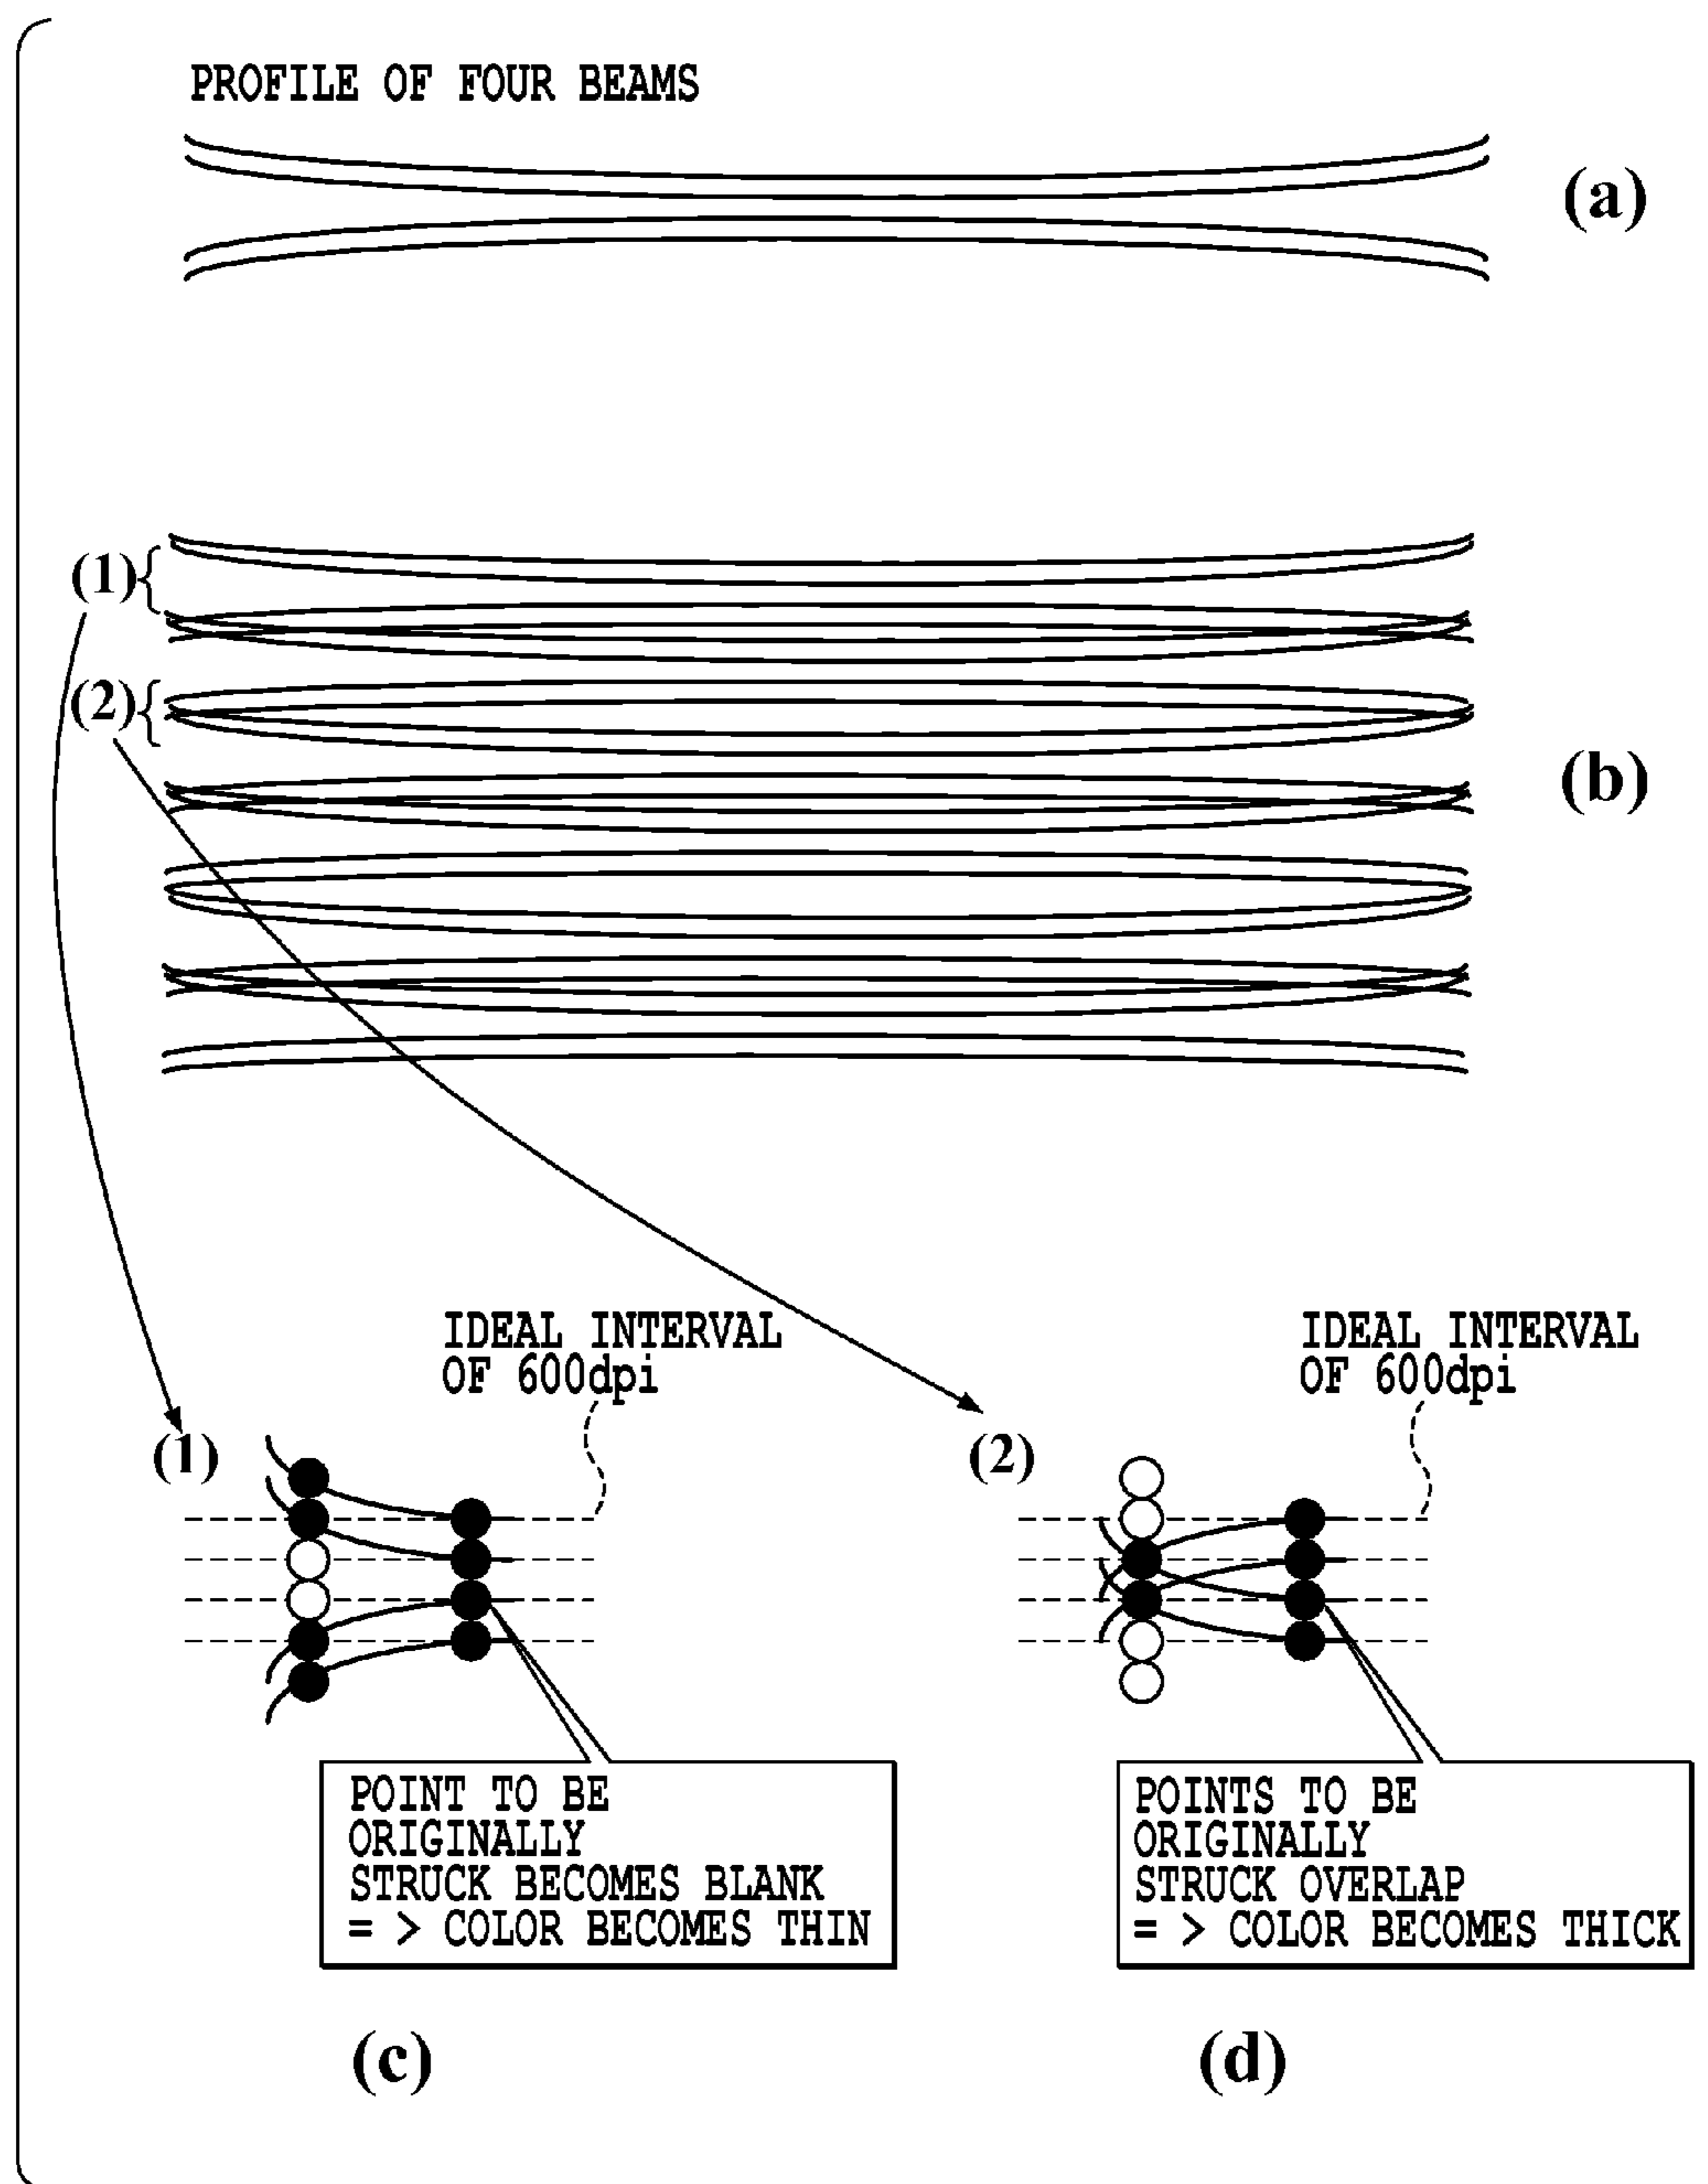 PROFILE OF FOUR BEAMS
(a)
(1)
(2)
(b)
IDEAL INTERVAL
OF 600dpi
IDEAL INTERVAL
OF 600dpi
(1)
(2)
POINT TO BE
ORIGINALLY
STRUCK BECOMES BLANK
= > COLOR BECOMES THIN
POINTS TO BE
ORIGINALLY
STRUCK OVERLAP
= > COLOR BECOMES THICK
(c)
(d)